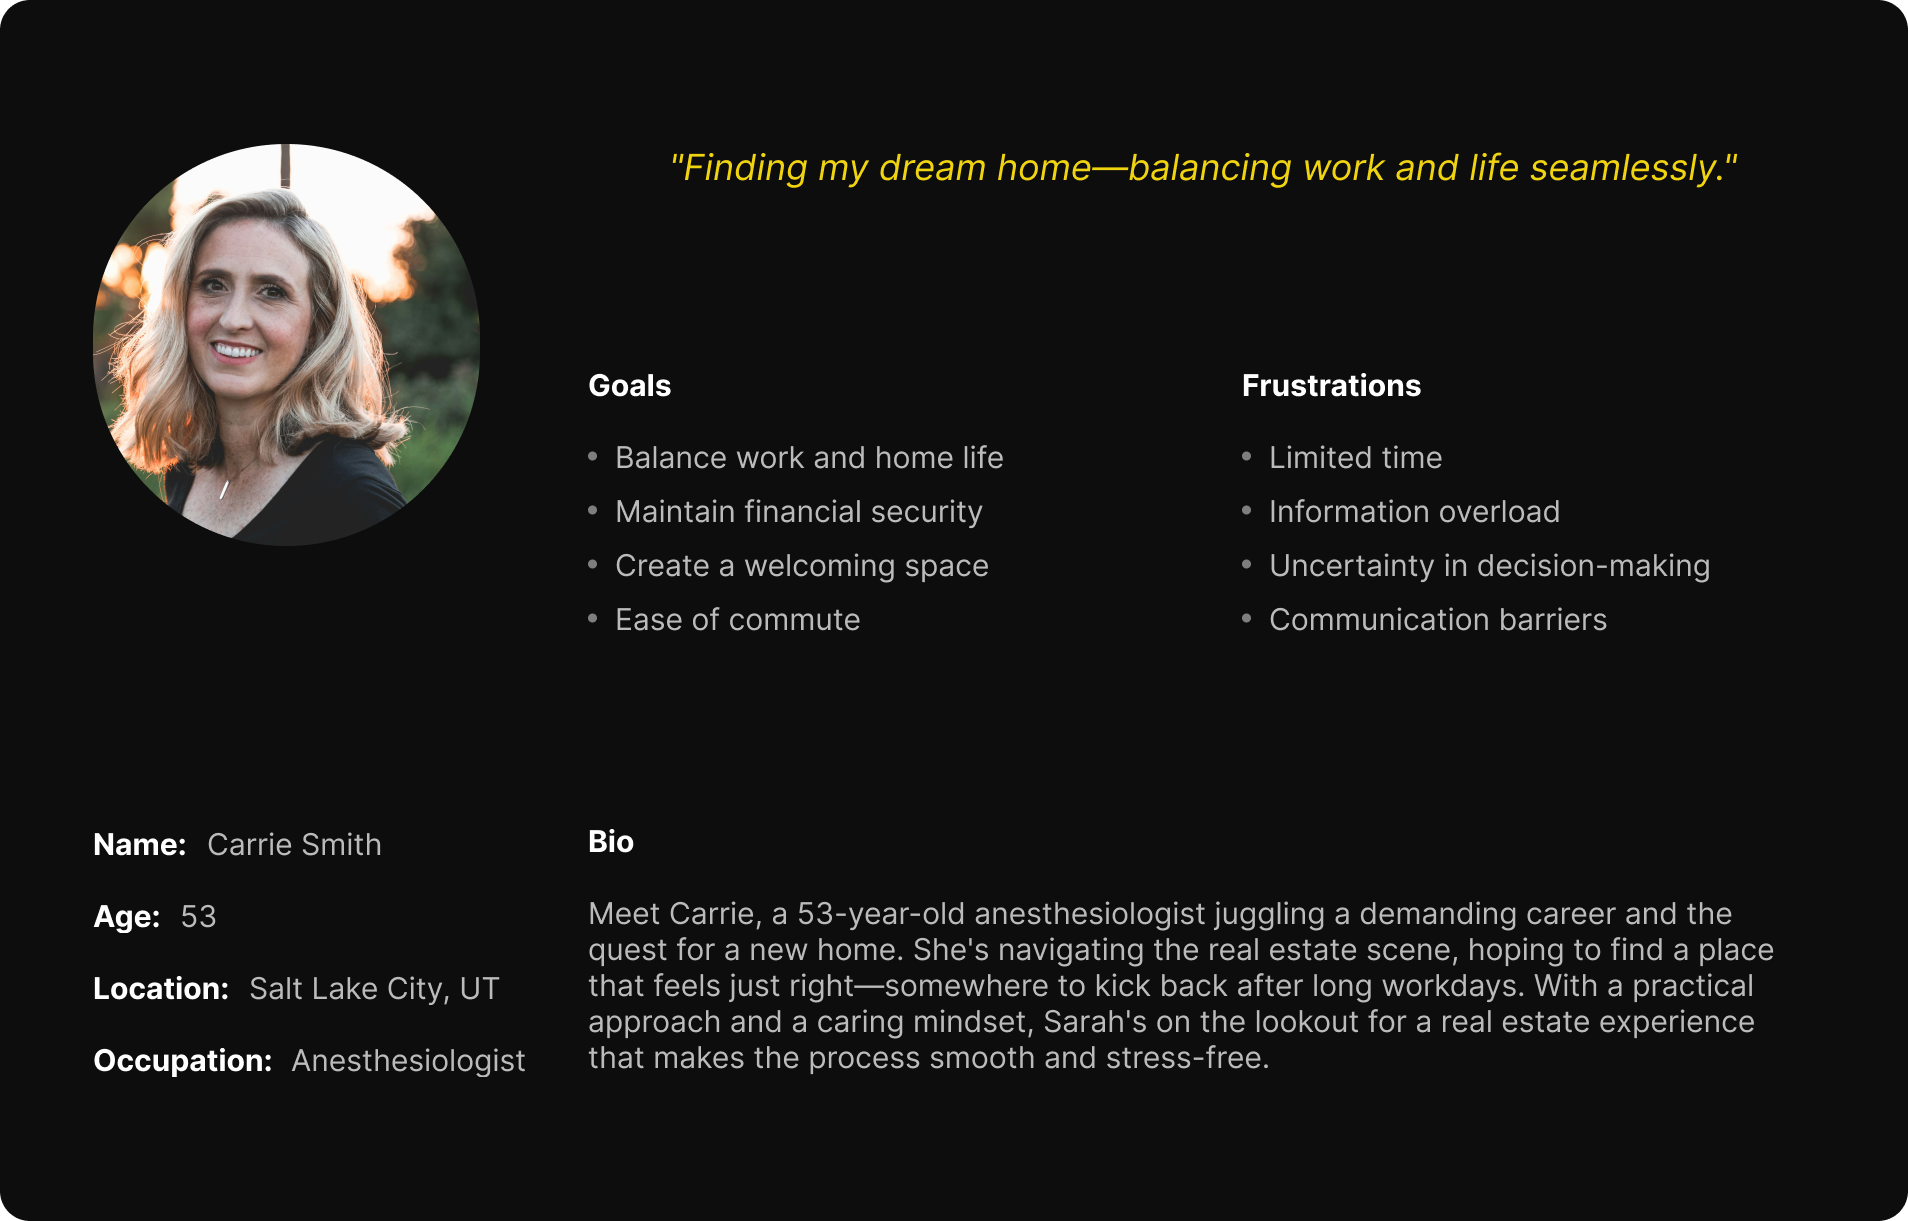 "Finding my dream home—balancing work and life seamlessly."
Goals
• Balance work and home life
• Maintain financial security
• Create a welcoming space
• Ease of commute
Frustrations
• Limited time
• Information overload
• Uncertainty in decision-making
• Communication barriers
Name: Carrie Smith
Age: 53
Location: Salt Lake City, UT
Occupation: Anesthesiologist
Bio
Meet Carrie, a 53-year-old anesthesiologist juggling a demanding career and the
quest for a new home. She's navigating the real estate scene, hoping to find a place
that feels just right—somewhere to kick back after long workdays. With a practical
approach and a caring mindset, Sarah's on the lookout for a real estate experience
that makes the process smooth and stress-free.